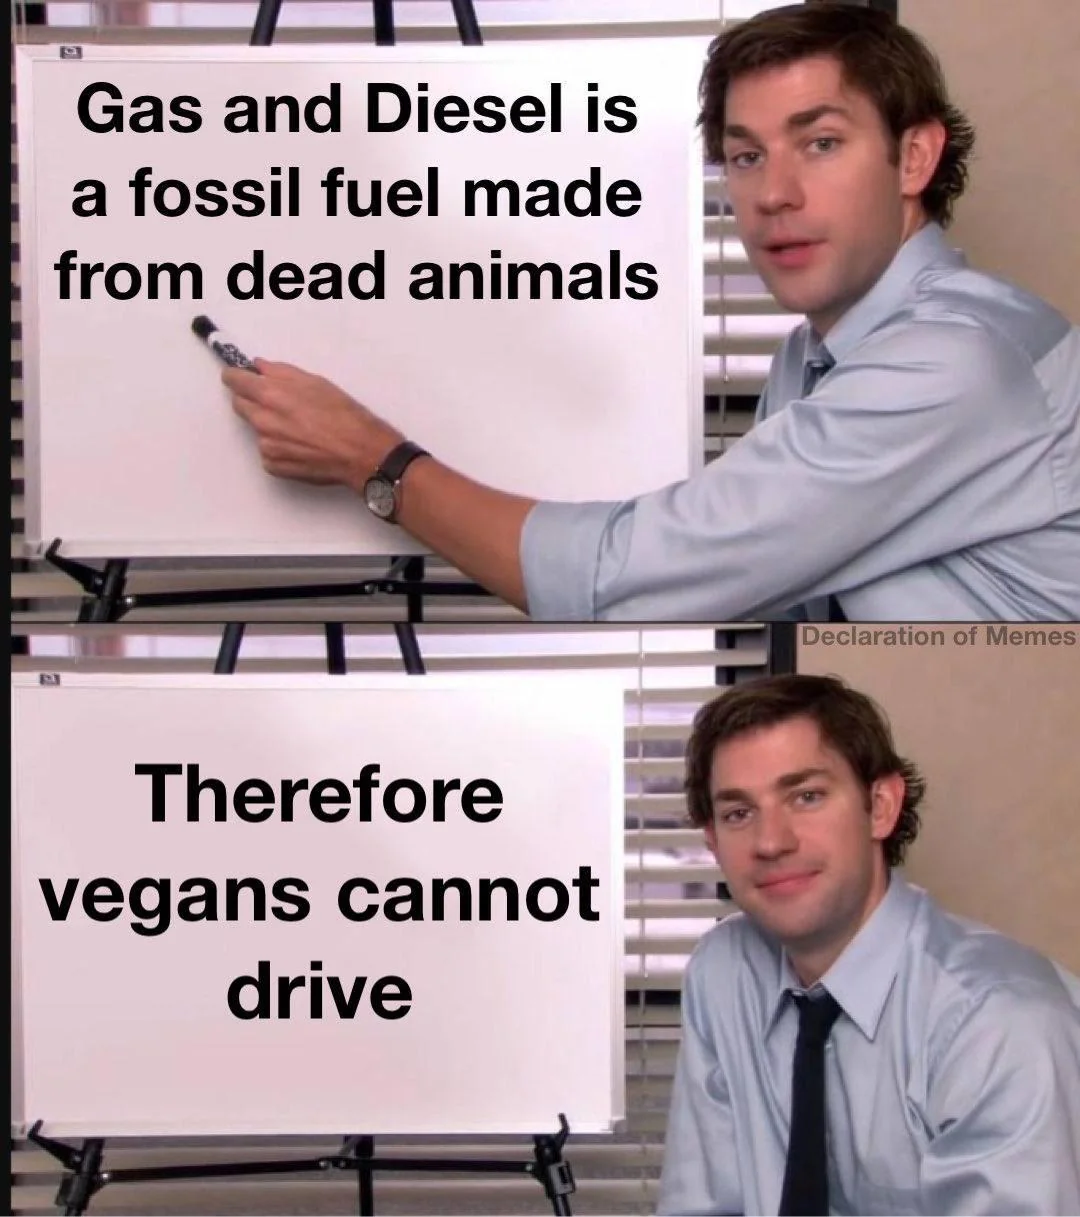 Gas and Diesel is
a fossil fuel made
from dead animals
Declaration of Memes
Therefore
vegans cannot
drive